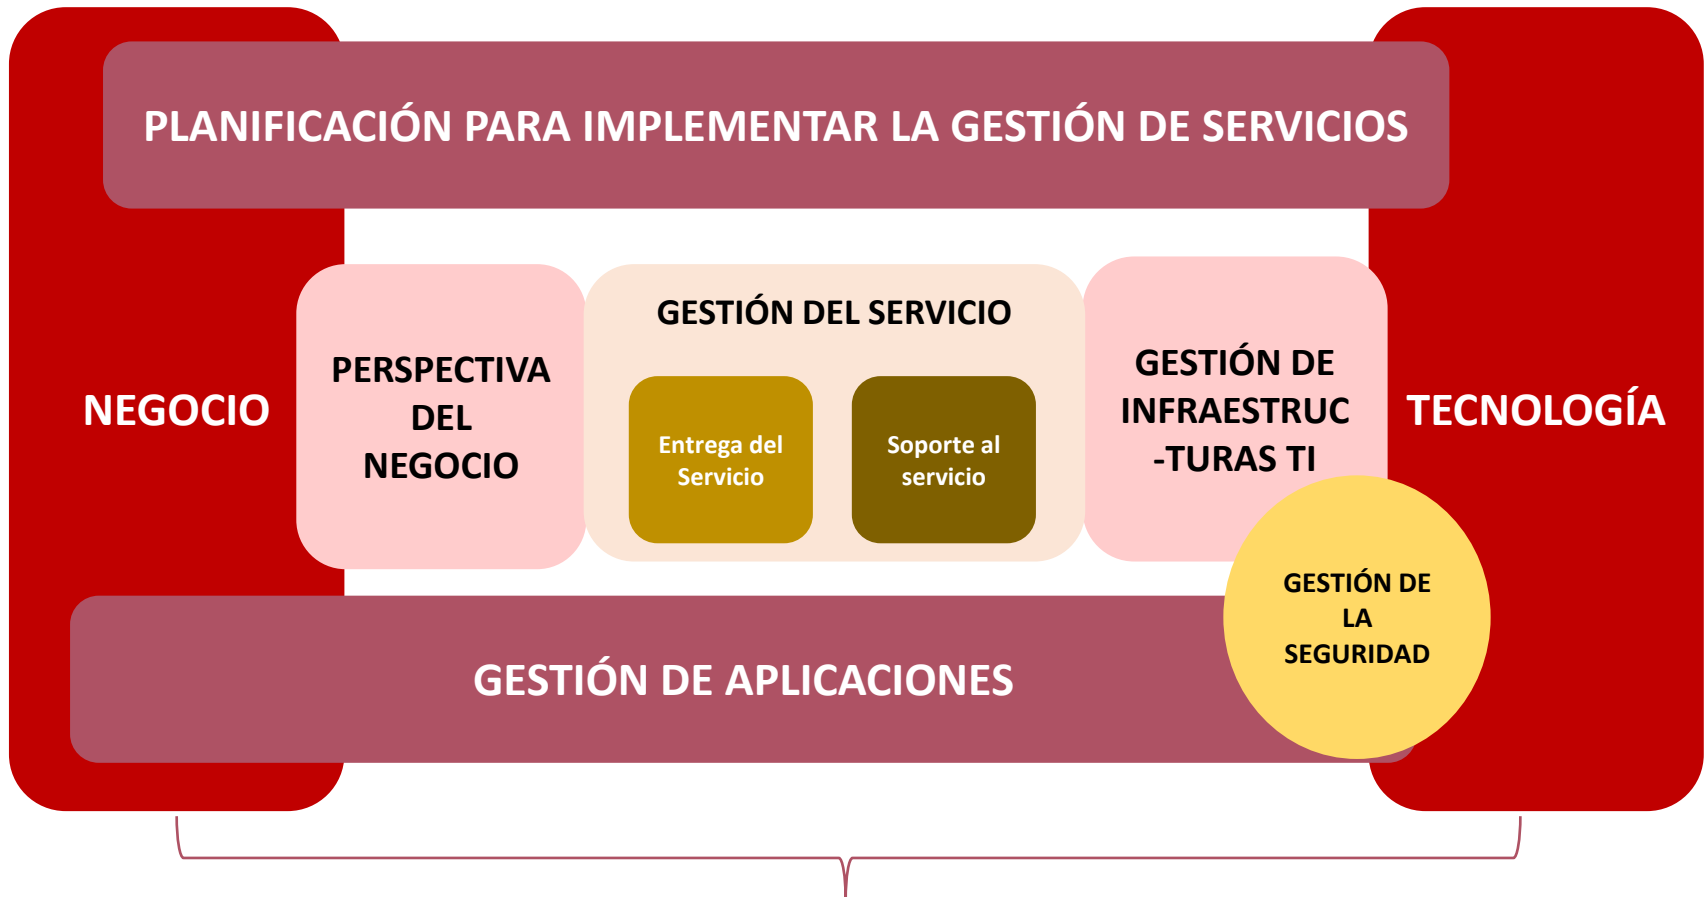 PLANIFICACIÓN PARA IMPLEMENTAR LA GESTIÓN DE SERVICIOS
NEGOCIO
PERSPECTIVA
DEL
NEGOCIO
GESTIÓN DEL SERVICIO
Entrega del
Servicio
Soporte al
servicio
GESTIÓN DE
INFRAESTRUC
-TURAS TI
TECNOLOGÍA
GESTIÓN DE
LA
SEGURIDAD
GESTIÓN DE APLICACIONES